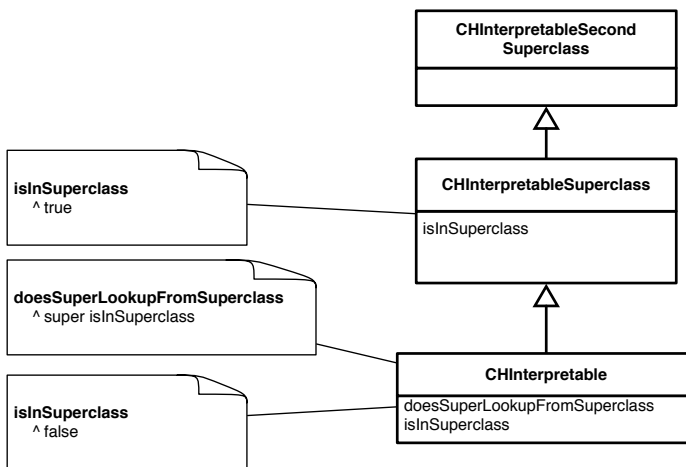 CHInterpretableSecond
Superclass
isInSuperclass
^ true
CHInterpretableSuperclass
isInSuperclass
doesSuperLookupFromSuperclass
^ super isInSuperclass
CHInterpretable
doesSuperLookupFromSuperclass
isInSuperclass
isInSuperclass
^ false